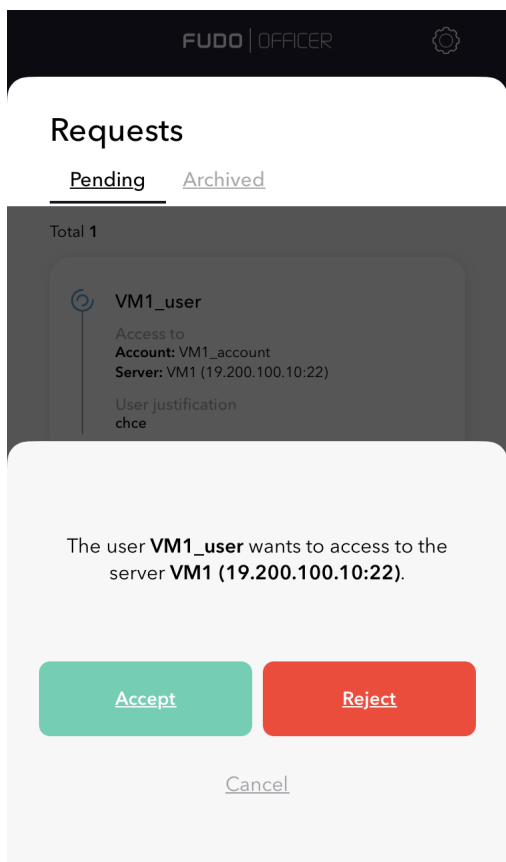 FUDO | OFFICER
Requests
Pending Archived
Total 1
VM1_user
Access to
Account: VM1_account
Server: VM1 (19.200.100.10:22)
User justification
chce
The user VM1_user wants to access to the
server VM1 (19.200.100.10:22).
Accept Reject
Cancel